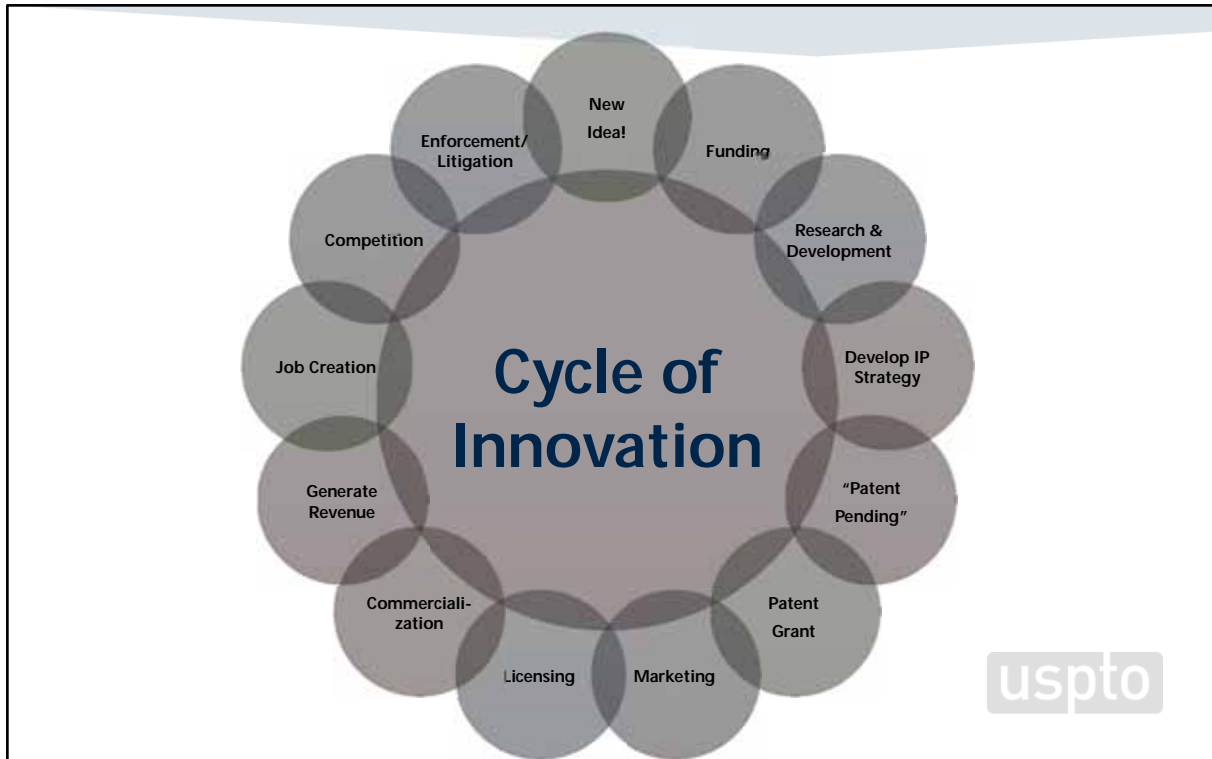 New
Idea!
Funding
Research &
Development
Develop IP
Strategy
“Patent
Pending”
Patent
Grant
Marketing
Licensing
Commerciali-
zation
Generate
Revenue
Job Creation
Competition
Enforcement/
Litigation
Cycle of
Innovation
uspto